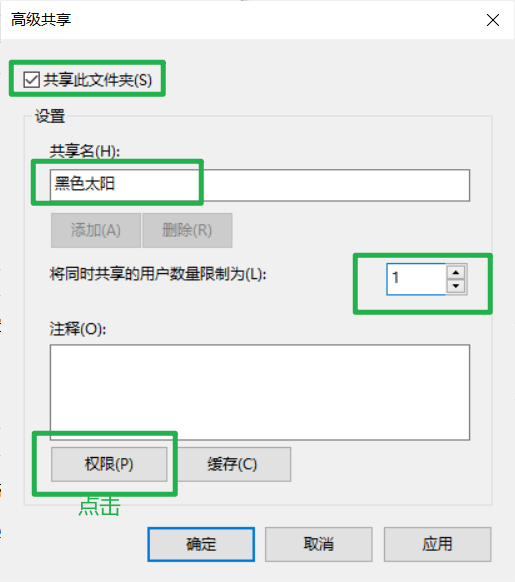 高级共享
共享此文件夹(S)
设置
共享名(H):
黑色太阳
添加(A) 删除(R)
将同时共享的用户数量限制为(L): 1
注释(O):
权限(P) 缓存(C)
点击
确定 取消 应用